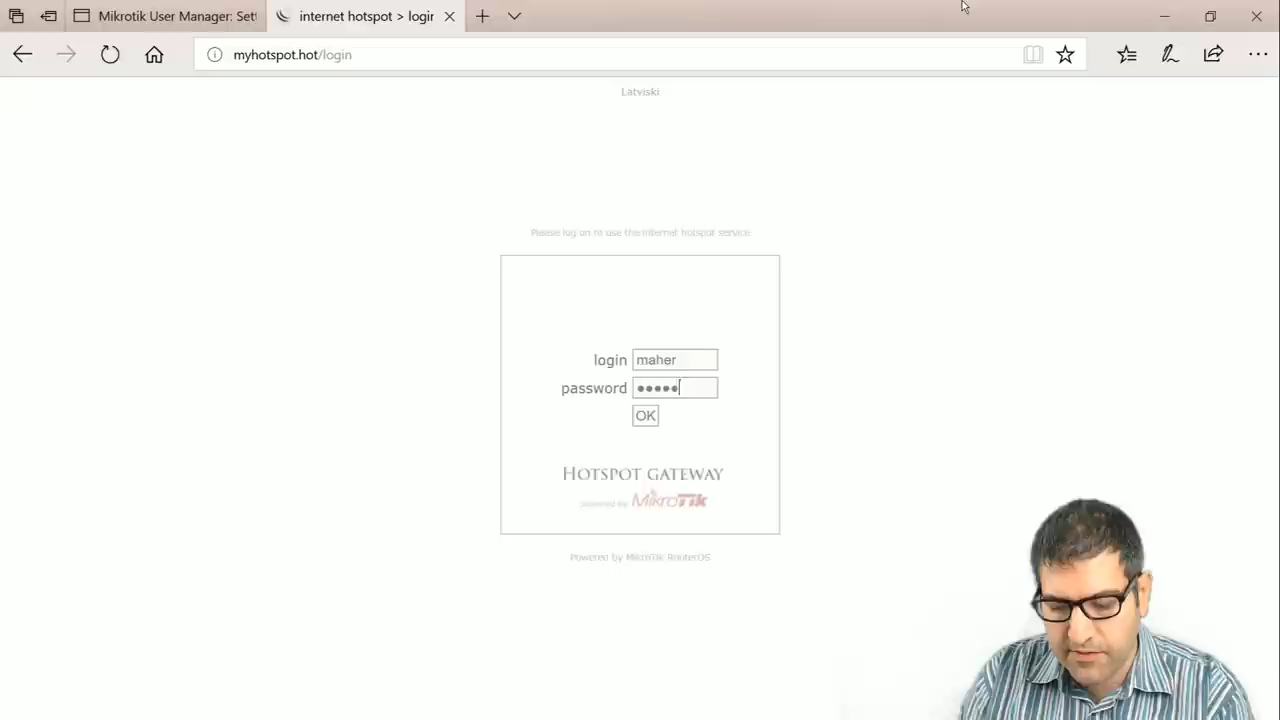 Mikrotik User Manager: Set
internet hotspot > login
myhotspot.hot/login
Latviski
Please log on to use the internet hotspot service
login maher
password •••••
OK
HOTSPOT GATEWAY
powered by MikroTik
Powered by MikroTik RouterOS